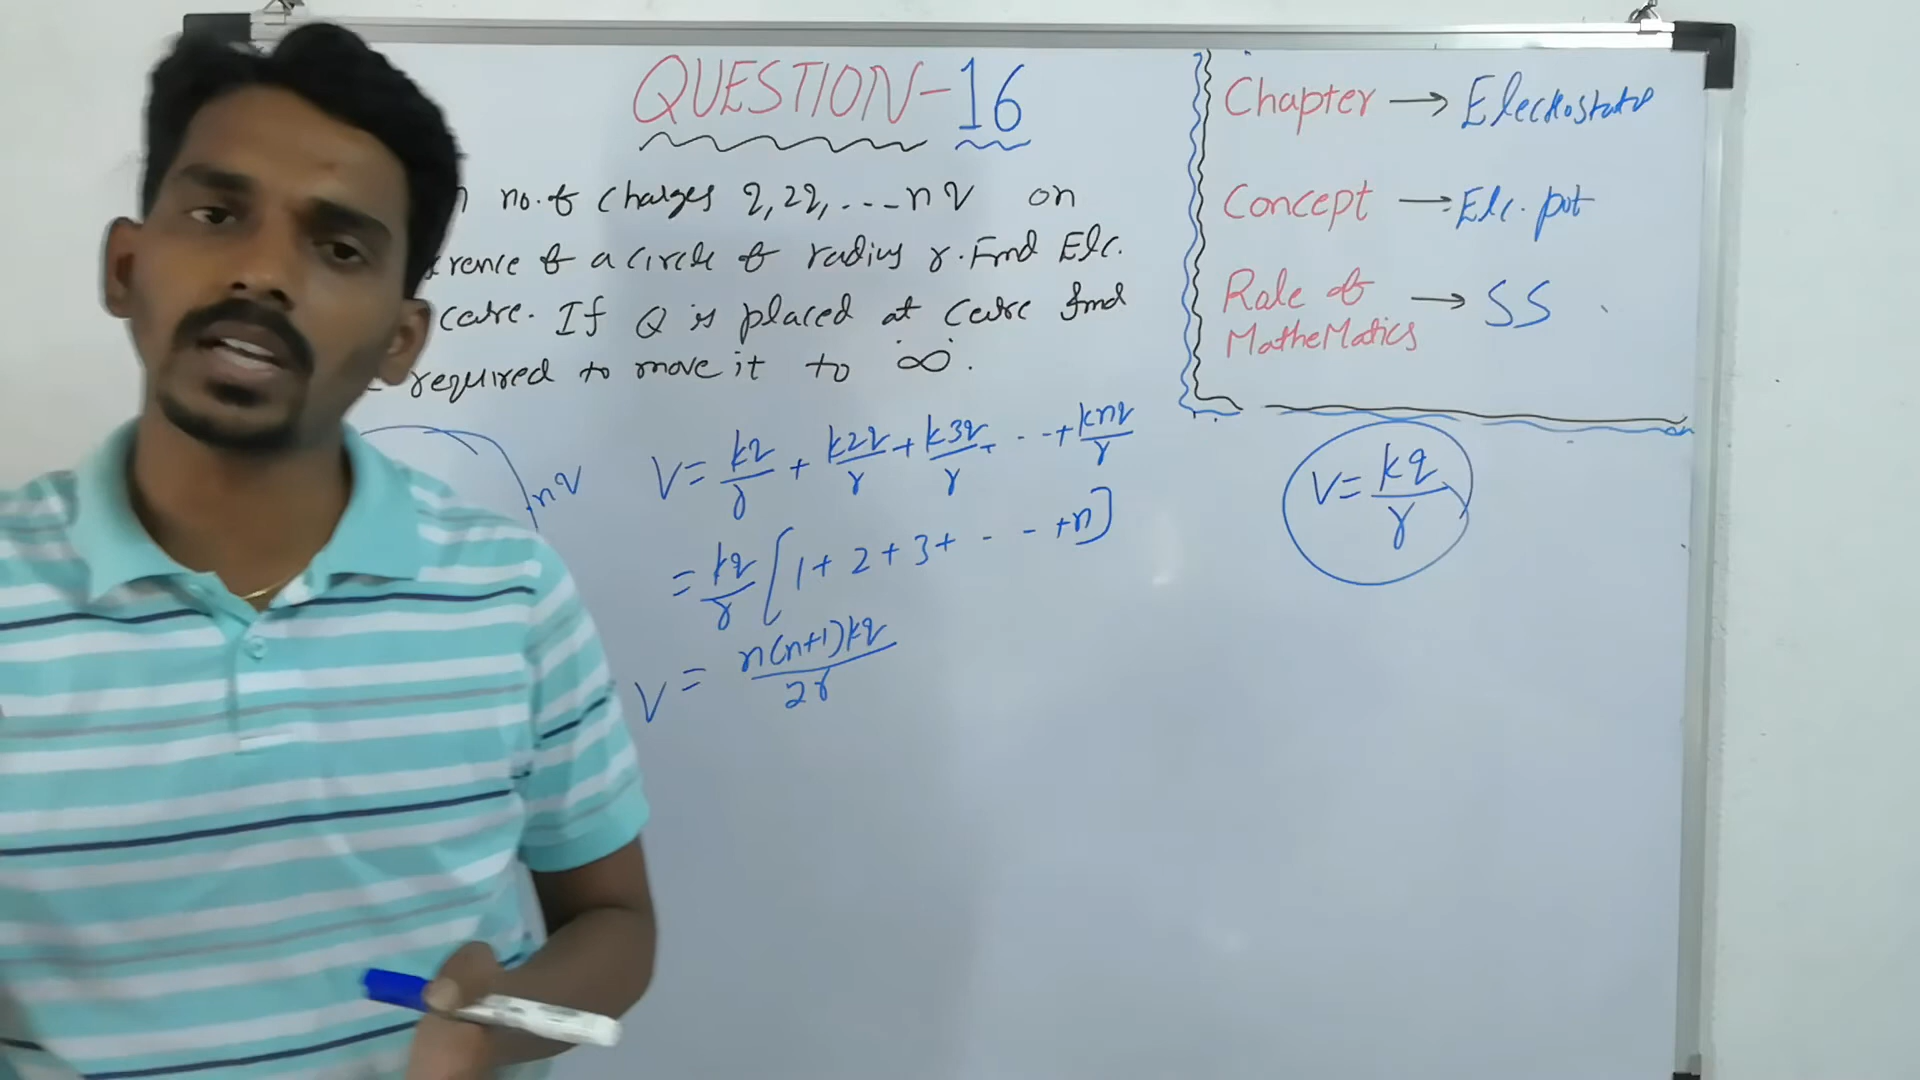 QUESTION-16
no. of charges q, 2q, ... nq on
rence of a circle of radius r. Find Elc.
If Q is placed at find
required to move it to ∞.
nq
V = kq/r + k2q/r + k3q/r + ... + knq/r
= kq/r [1 + 2 + 3 + - - - + n]
V = n(n+1)kq/2r
Chapter → Electrostatic
Concept → Elc. pot
Role of MatheMatics → SS
V = kq/r